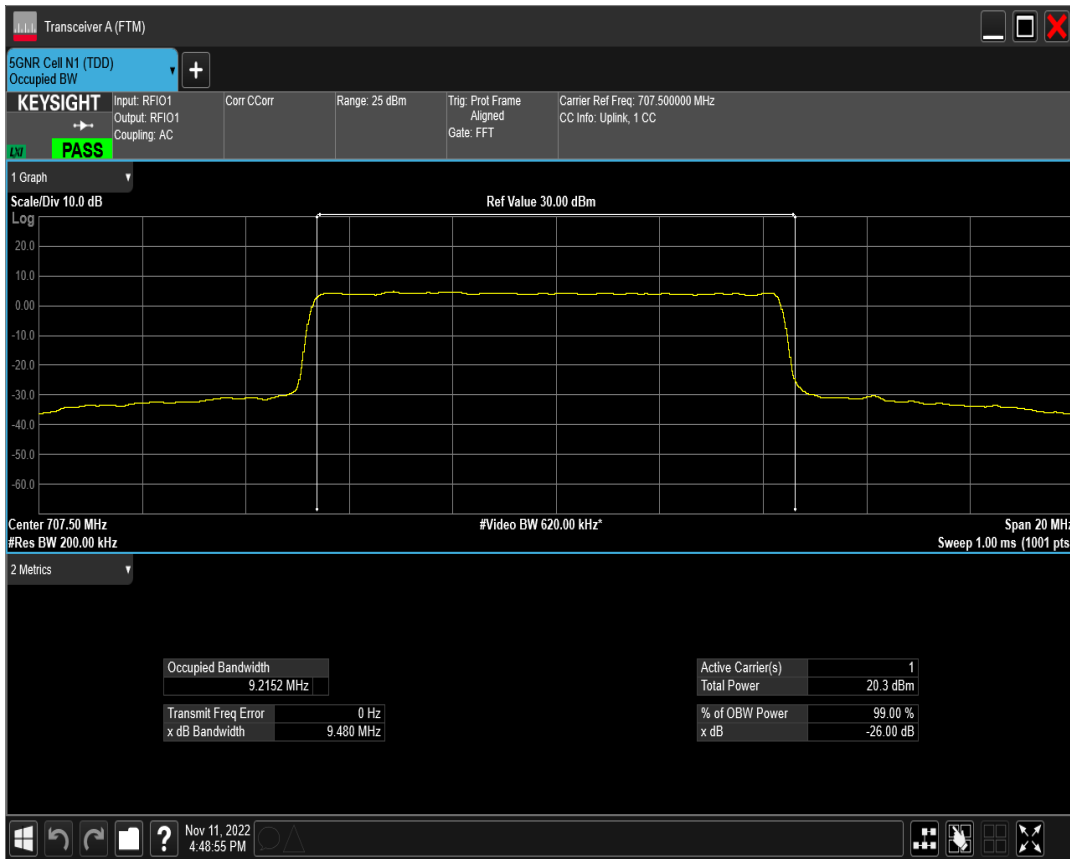 Transceiver A (FTM)
5GNR Cell N1 (TDD)
Occupied BW
KEYSIGHT
LXI
PASS
Input: RFIO1
Output: RFIO1
Coupling: AC
Corr CCorr
Range: 25 dBm
Trig: Prot Frame
Aligned
Gate: FFT
Carrier Ref Freq: 707.500000 MHz
CC Info: Uplink, 1 CC
1 Graph
Scale/Div 10.0 dB
Ref Value 30.00 dBm
Log
20.0
10.0
0.00
-10.0
-20.0
-30.0
-40.0
-50.0
-60.0
Center 707.50 MHz
#Video BW 620.00 kHz*
Span 20 MHz
#Res BW 200.00 kHz
Sweep 1.00 ms (1001 pts
2 Metrics
Occupied Bandwidth
9.2152 MHz
Transmit Freq Error 0 Hz
x dB Bandwidth 9.480 MHz
Active Carrier(s) 1
Total Power 20.3 dBm
% of OBW Power 99.00 %
x dB -26.00 dB
?
Nov 11, 2022
4:48:55 PM